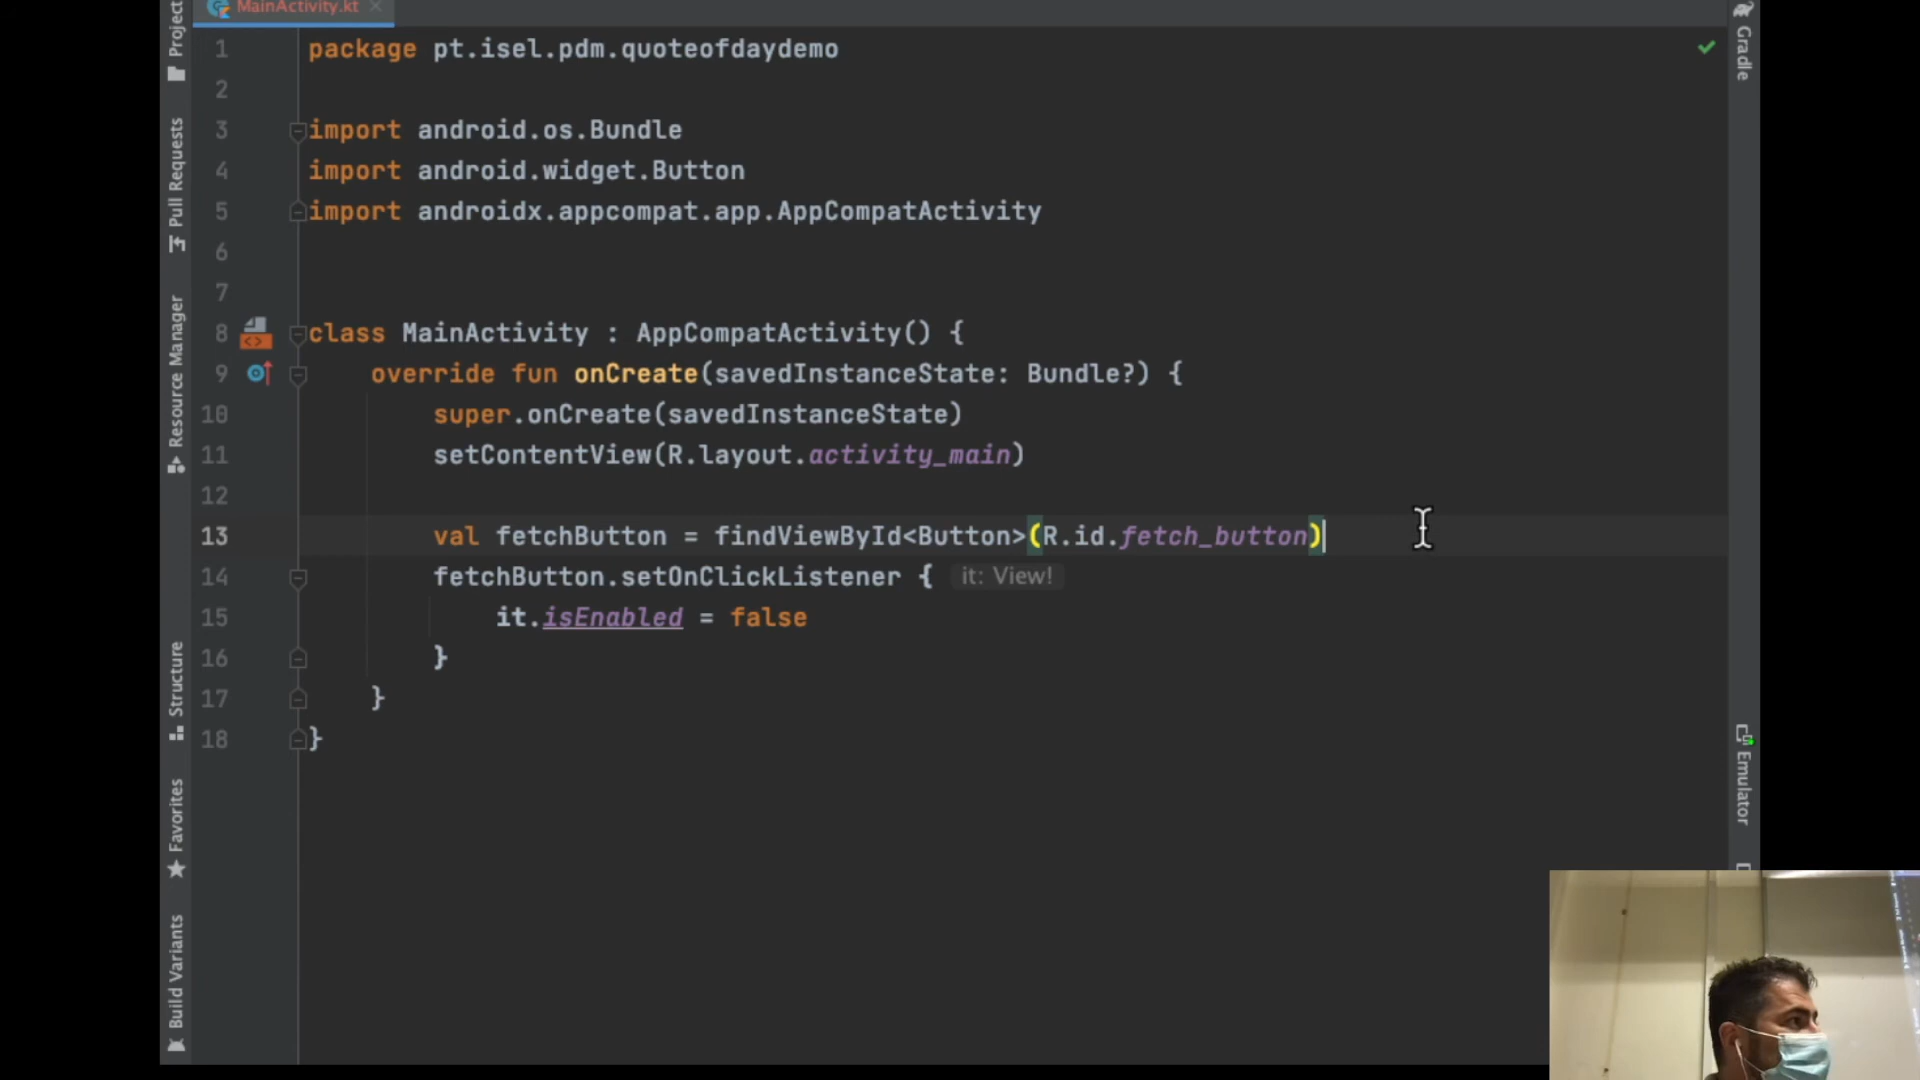 MainActivity.kt
Project
Pull Requests
Resource Manager
Structure
Favorites
Build Variants
1 package pt.isel.pdm.quoteofdaydemo
2
3 import android.os.Bundle
4 import android.widget.Button
5 import androidx.appcompat.app.AppCompatActivity
6
7
8 class MainActivity : AppCompatActivity() {
9 override fun onCreate(savedInstanceState: Bundle?) {
10 super.onCreate(savedInstanceState)
11 setContentView(R.layout.activity_main)
12
13 val fetchButton = findViewById<Button>(R.id.fetch_button)
14 fetchButton.setOnClickListener { it: View!
15 it.isEnabled = false
16 }
17 }
18 }
Gradle
Emulator